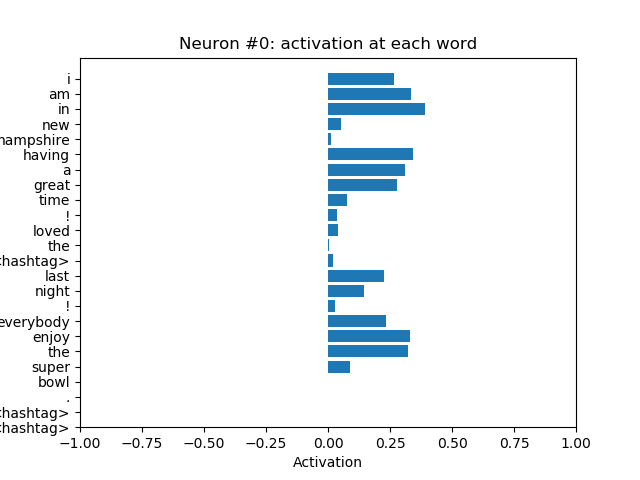 Neuron #0: activation at each word
i
am
in
new
hampshire
having
a
great
time
!
loved
the
hashtag>
last
night
!
everybody
enjoy
the
super
bowl
.
hashtag>
hashtag>
−1.00 −0.75 −0.50 −0.25 0.00 0.25 0.50 0.75 1.00
Activation